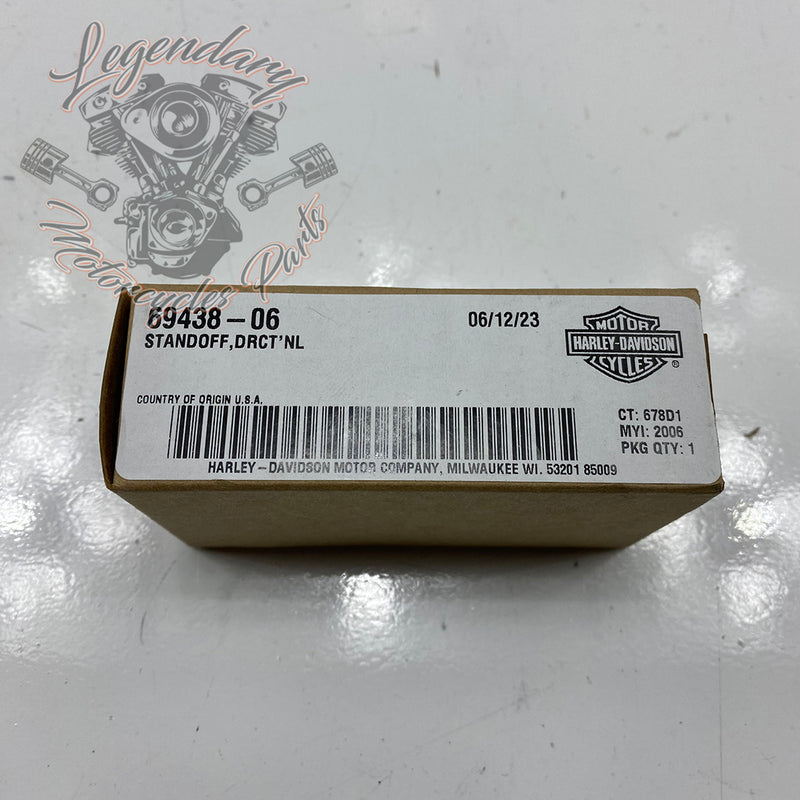 Legendary
Motorcycles Parts
69438-06
06/12/23
STANDOFF,DRCT'NL
MOTOR
HARLEY-DAVIDSON
CYCLES
®
COUNTRY OF ORIGIN U.S.A.
CT: 678D1
MYI: 2006
PKG QTY: 1
HARLEY-DAVIDSON MOTOR COMPANY, MILWAUKEE WI. 53201 85009